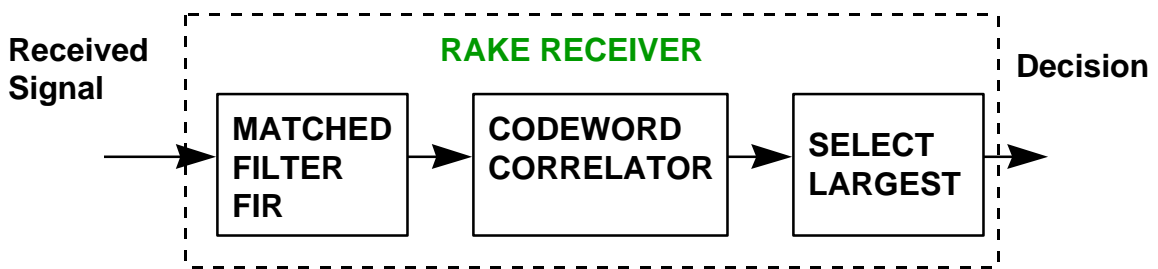 Received
Signal
RAKE RECEIVER
MATCHED
FILTER
FIR
CODEWORD
CORRELATOR
SELECT
LARGEST
Decision